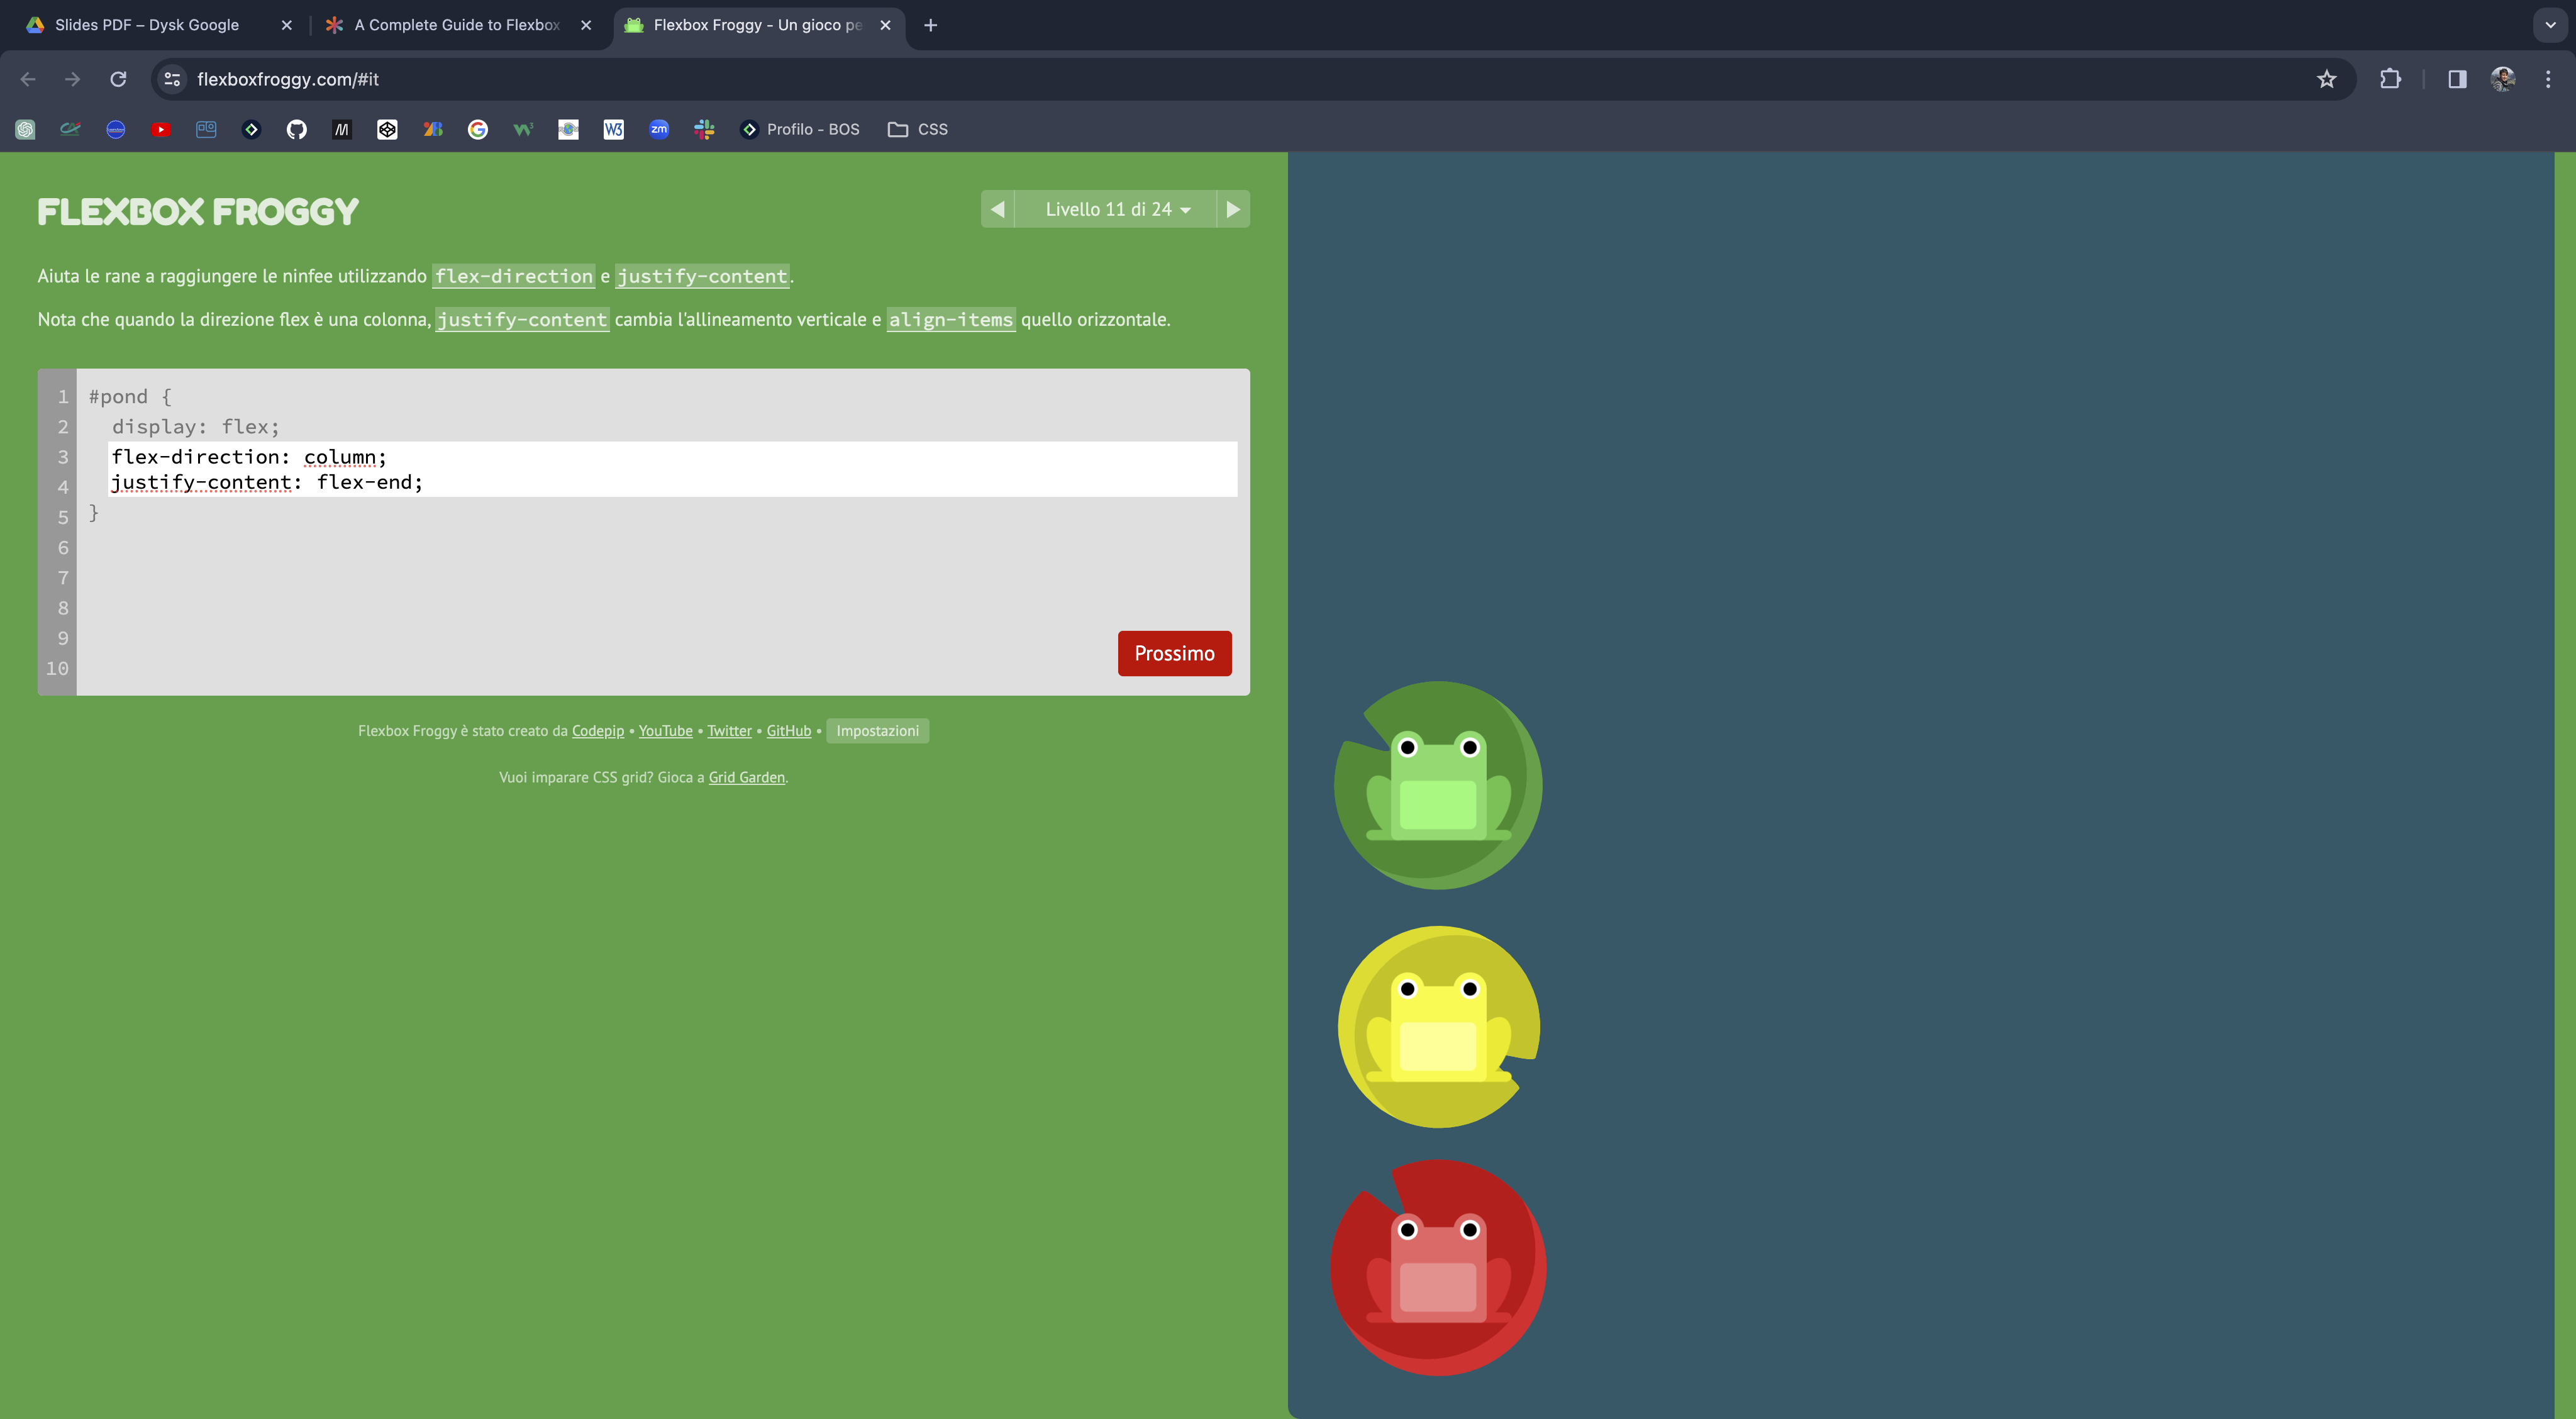 Slides PDF – Dysk Google
A Complete Guide to Flexbox
Flexbox Froggy - Un gioco pe
flexboxfroggy.com/#it
Profilo - BOS
CSS
FLEXBOX FROGGY
Livello 11 di 24
Aiuta le rane a raggiungere le ninfee utilizzando flex-direction e justify-content.
Nota che quando la direzione flex è una colonna, justify-content cambia l'allineamento verticale e align-items quello orizzontale.
1 #pond {
2 display: flex;
3 flex-direction: column;
4 justify-content: flex-end;
5 }
6
7
8
9
10
Prossimo
Flexbox Froggy è stato creato da Codepip • YouTube • Twitter • GitHub • Impostazioni
Vuoi imparare CSS grid? Gioca a Grid Garden.